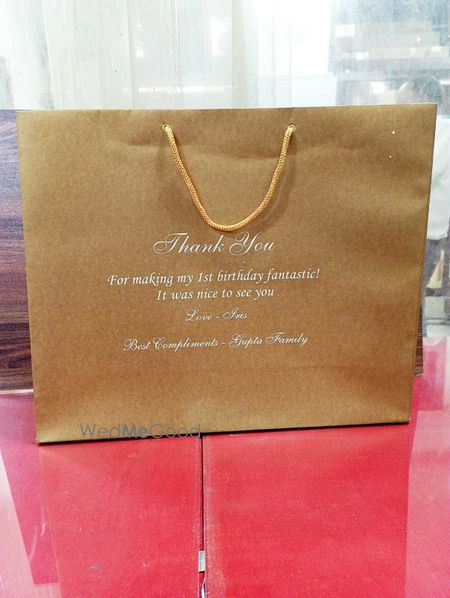 Thank You
For making my 1st birthday fantastic!
It was nice to see you
Love - Iris
Best Compliments - Gupta Family
WedMeGood